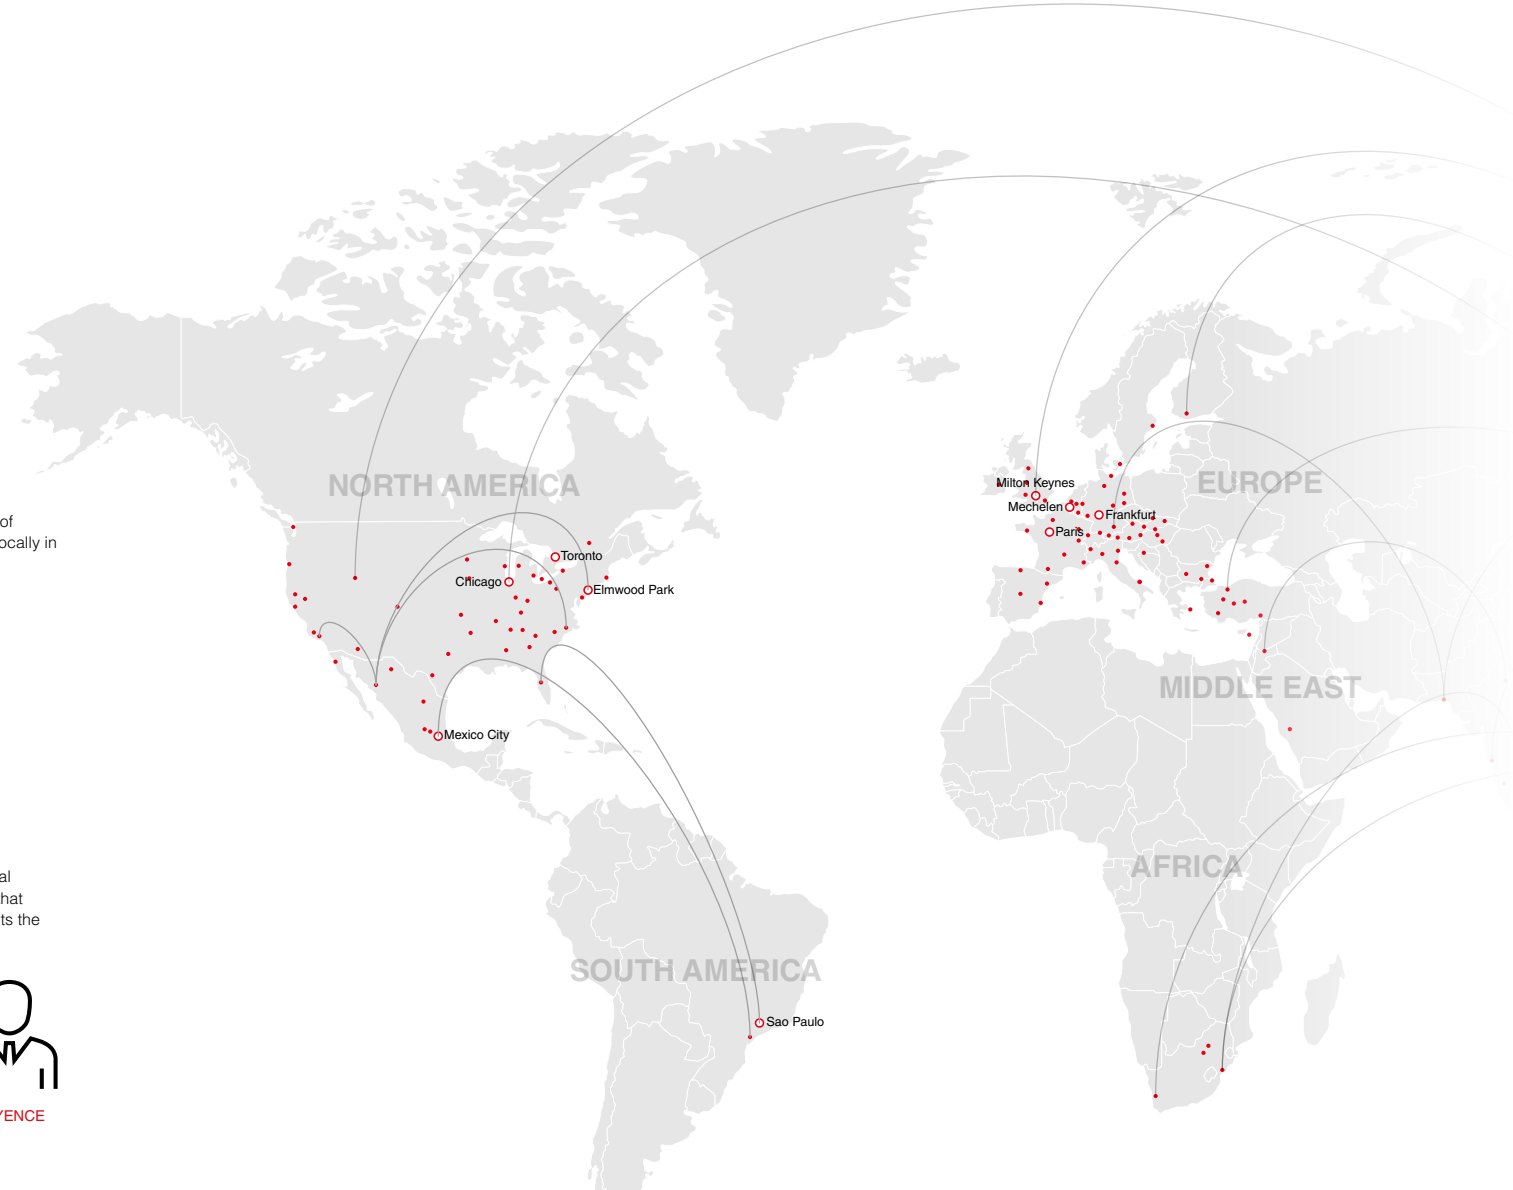 of
ocally in
al
hat
ts the
YENCE
NORTH AMERICA
Toronto
Chicago
Elmwood Park
Mexico City
SOUTH AMERICA
Sao Paulo
EUROPE
Milton Keynes
Mechelen
Frankfurt
Paris
MIDDLE EAST
AFRICA